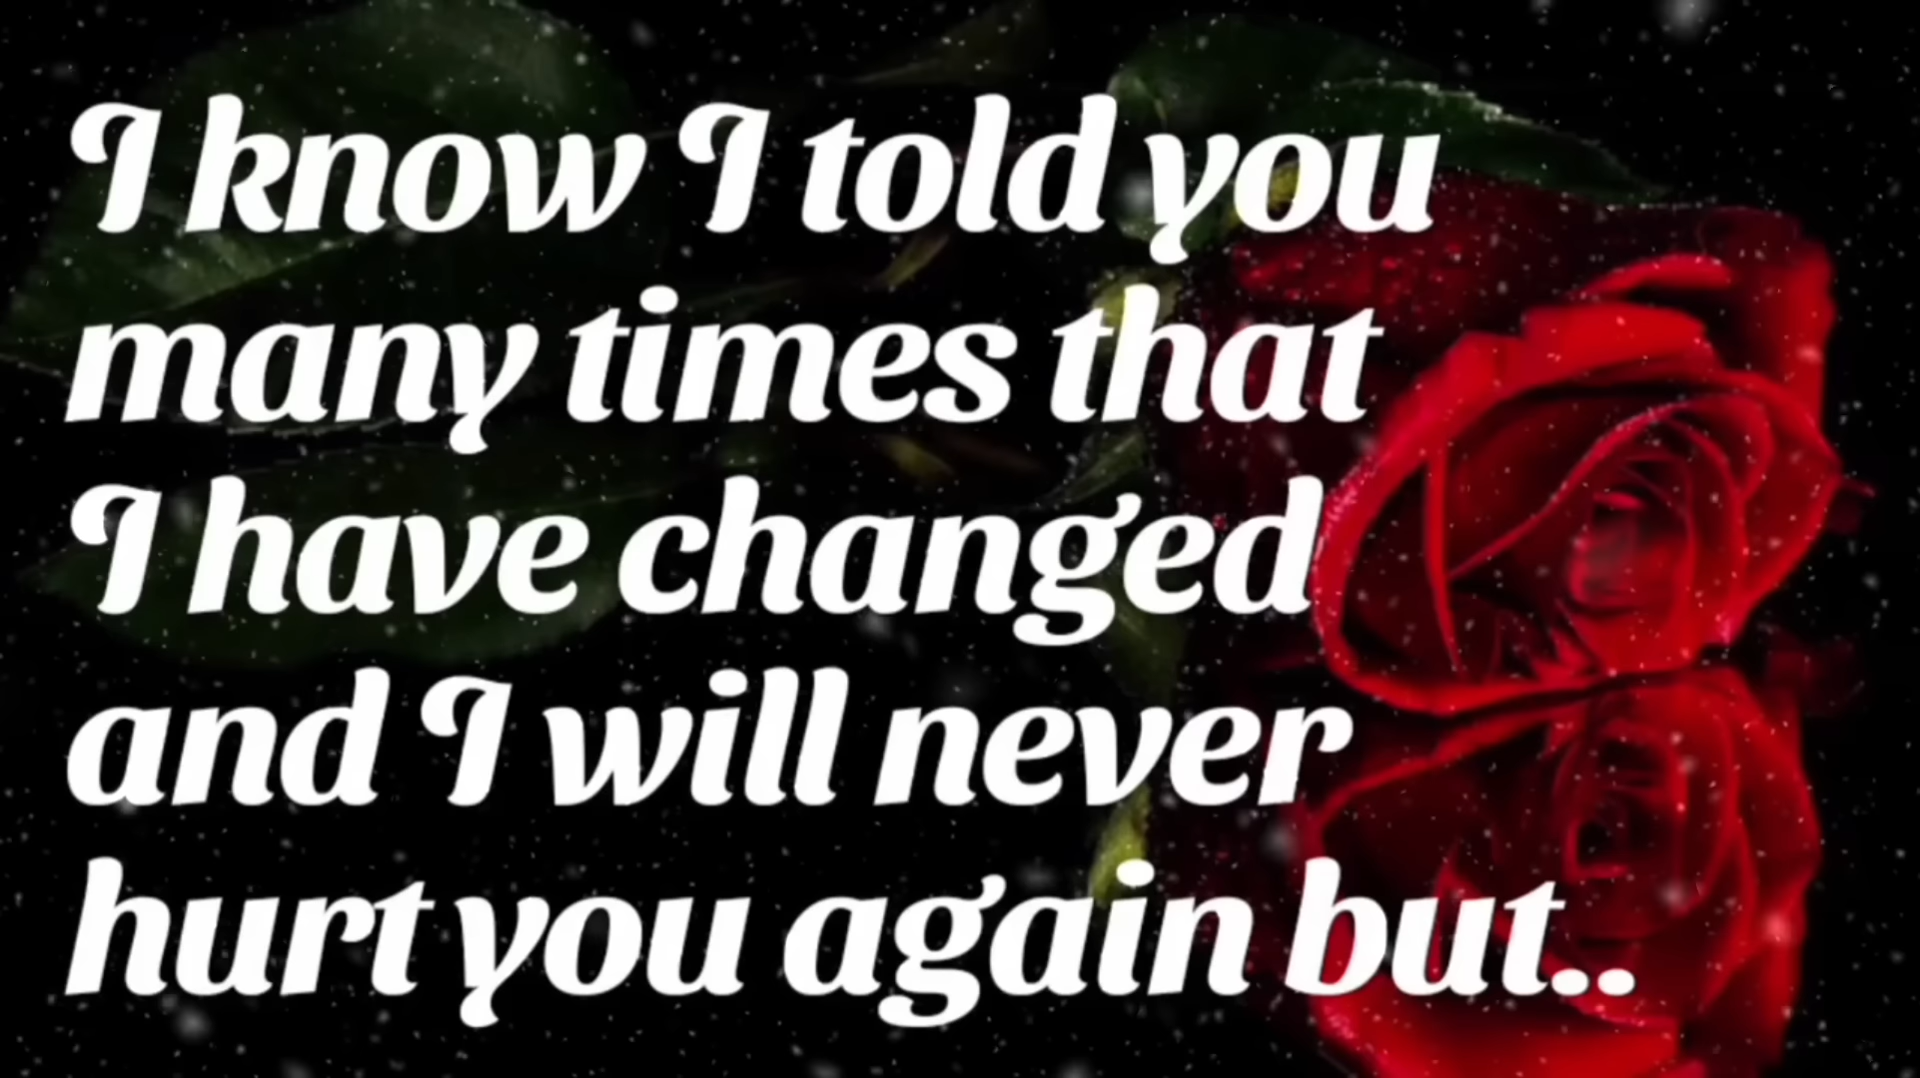 I know I told you
many times that
I have changed
and I will never
hurt you again but..